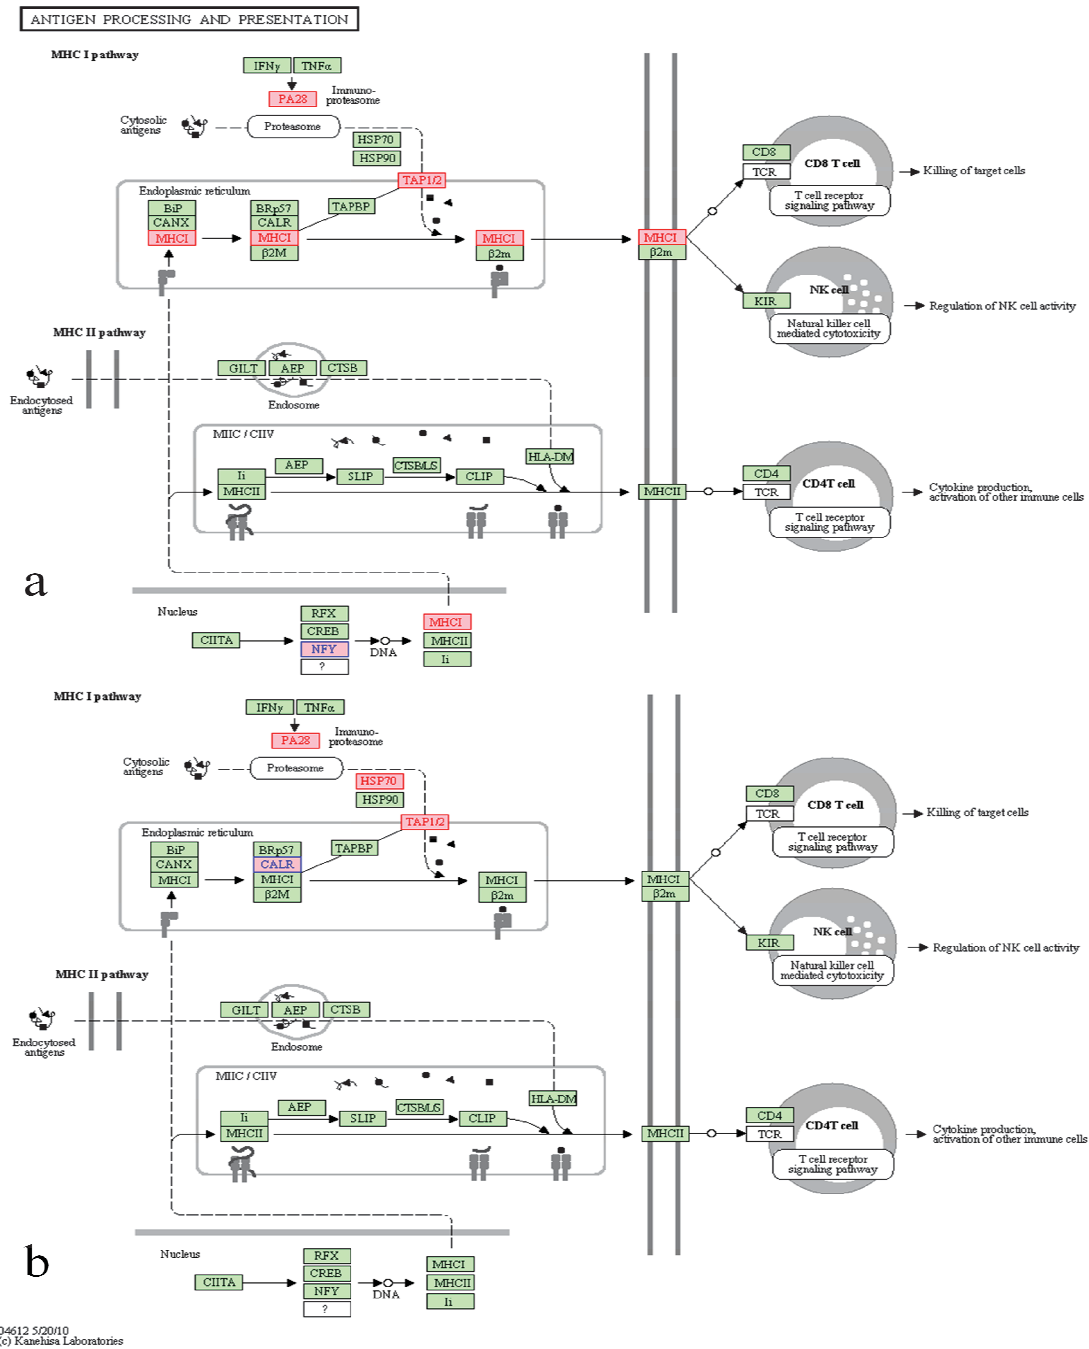 ANTIGEN PROCESSING AND PRESENTATION
MHC I pathway
IFNγ TNFα
PA28
Immuno-
proteasome
Cytosolic
antigens
Proteasome
HSP70
HSP90
TAP1/2
Endoplasmic reticulum
BiP
CANX
MHCI
BRp57
CALR
MHCI
β2M
TAPBP
MHCI
β2m
MHCI
β2m
CD8
TCR
CD8 T cell
T cell receptor
signaling pathway
Killing of target cells
KIR
NK cell
Natural killer cell
mediated cytotoxicity
Regulation of NK cell activity
MHC II pathway
Endocytosed
antigens
GILT AEP CTSB
Endosome
MIIC / CIIV
Ii
MHCII
AEP
SLIP
CTSB/L/S
CLIP
HLA-DM
MHCII
CD4
TCR
CD4T cell
T cell receptor
signaling pathway
Cytokine production,
activation of other immune cells
a
Nucleus
CIITA
RFX
CREB
NFY
?
DNA
MHCI
MHCII
Ii
MHC I pathway
IFNγ TNFα
PA28
Immuno-
proteasome
Cytosolic
antigens
Proteasome
HSP70
HSP90
TAP1/2
Endoplasmic reticulum
BiP
CANX
MHCI
BRp57
CALR
MHCI
β2M
TAPBP
MHCI
β2m
MHCI
β2m
CD8
TCR
CD8 T cell
T cell receptor
signaling pathway
Killing of target cells
KIR
NK cell
Natural killer cell
mediated cytotoxicity
Regulation of NK cell activity
MHC II pathway
Endocytosed
antigens
GILT AEP CTSB
Endosome
MIIC / CIIV
Ii
MHCII
AEP
SLIP
CTSB/L/S
CLIP
HLA-DM
MHCII
CD4
TCR
CD4T cell
T cell receptor
signaling pathway
Cytokine production,
activation of other immune cells
b
Nucleus
CIITA
RFX
CREB
NFY
?
DNA
MHCI
MHCII
Ii
04612 5/20/10
(c) Kanehisa Laboratories